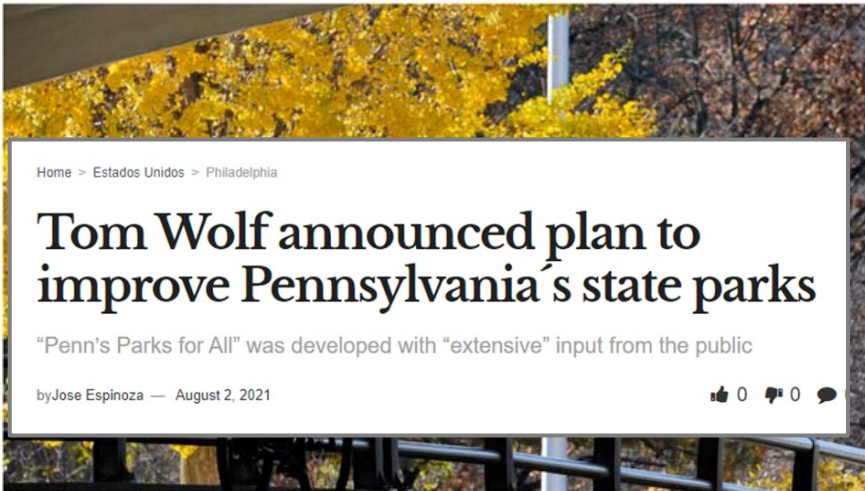 Home > Estados Unidos > Philadelphia
Tom Wolf announced plan to
improve Pennsylvania´s state parks
“Penn’s Parks for All” was developed with “extensive” input from the public
byJose Espinoza — August 2, 2021 0 0